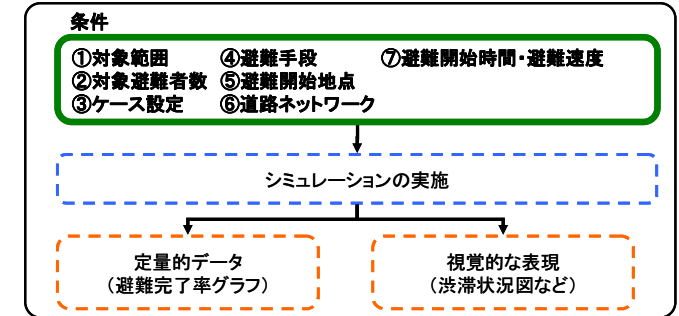 条件
①対象範囲 ④避難手段 ⑦避難開始時間・避難速度
②対象避難者数 ⑤避難開始地点
③ケース設定 ⑥道路ネットワーク
シミュレーションの実施
定量的データ
（避難完了率グラフ）
視覚的な表現
（渋滞状況図など）